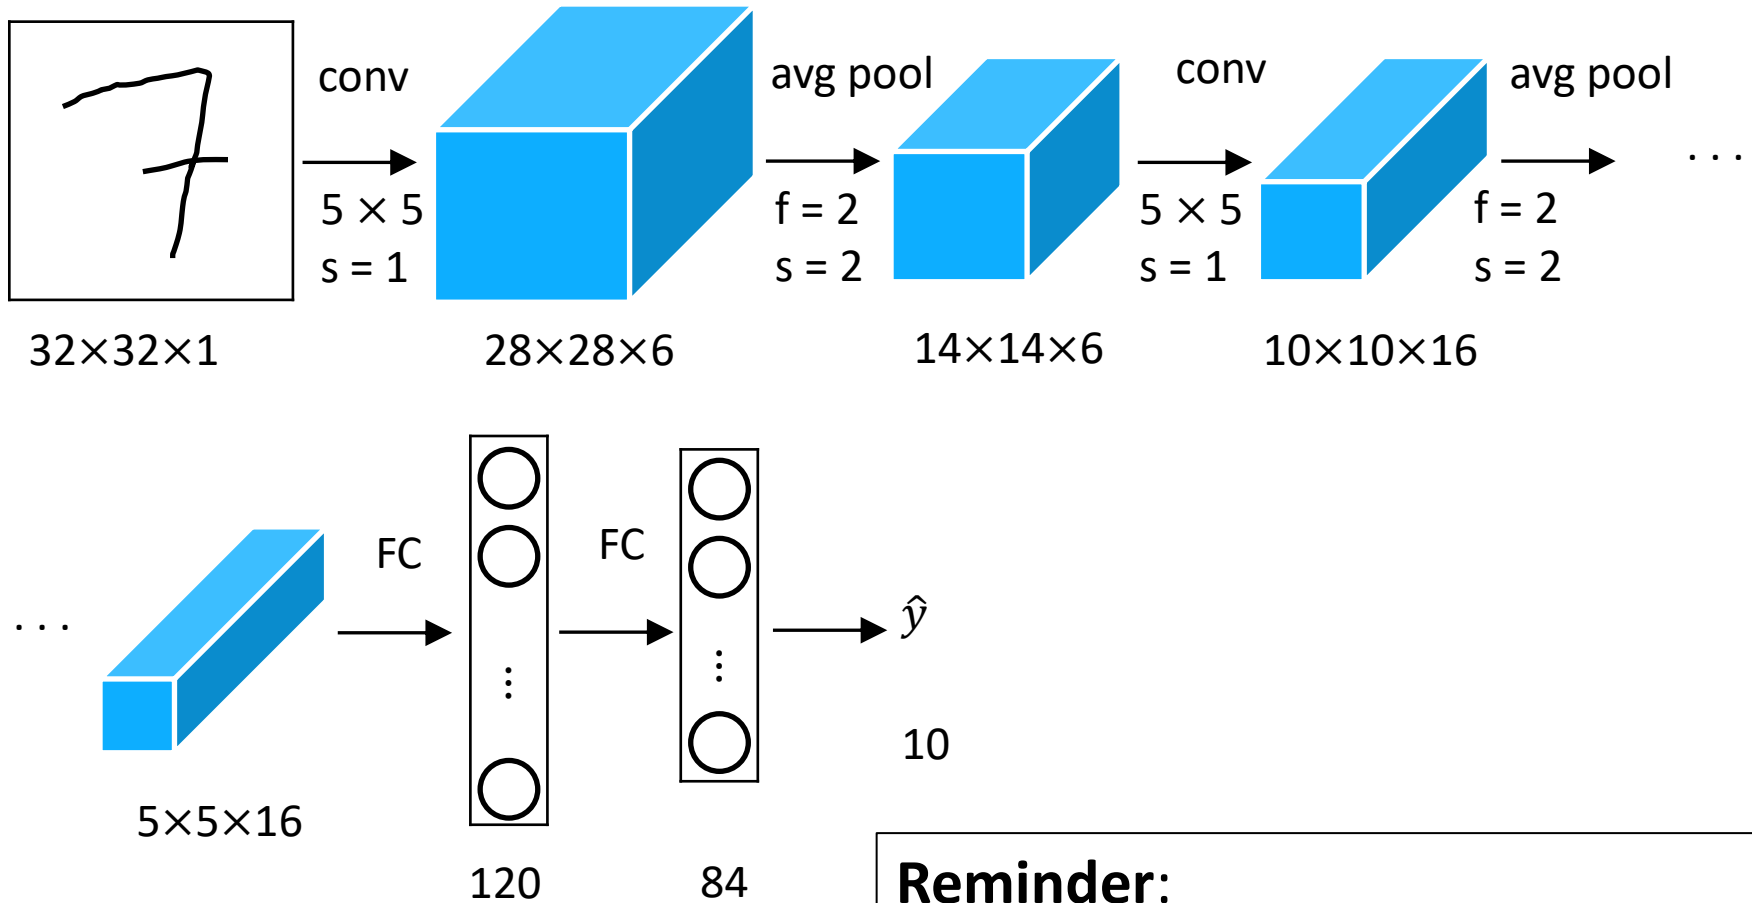 7
conv
avg pool
conv
avg pool
5 × 5
s = 1
f = 2
s = 2
5 × 5
s = 1
f = 2
s = 2
. . .
32×32×1
28×28×6
14×14×6
10×10×16
. . .
FC
FC
ŷ
10
5×5×16
120
84
Reminder: